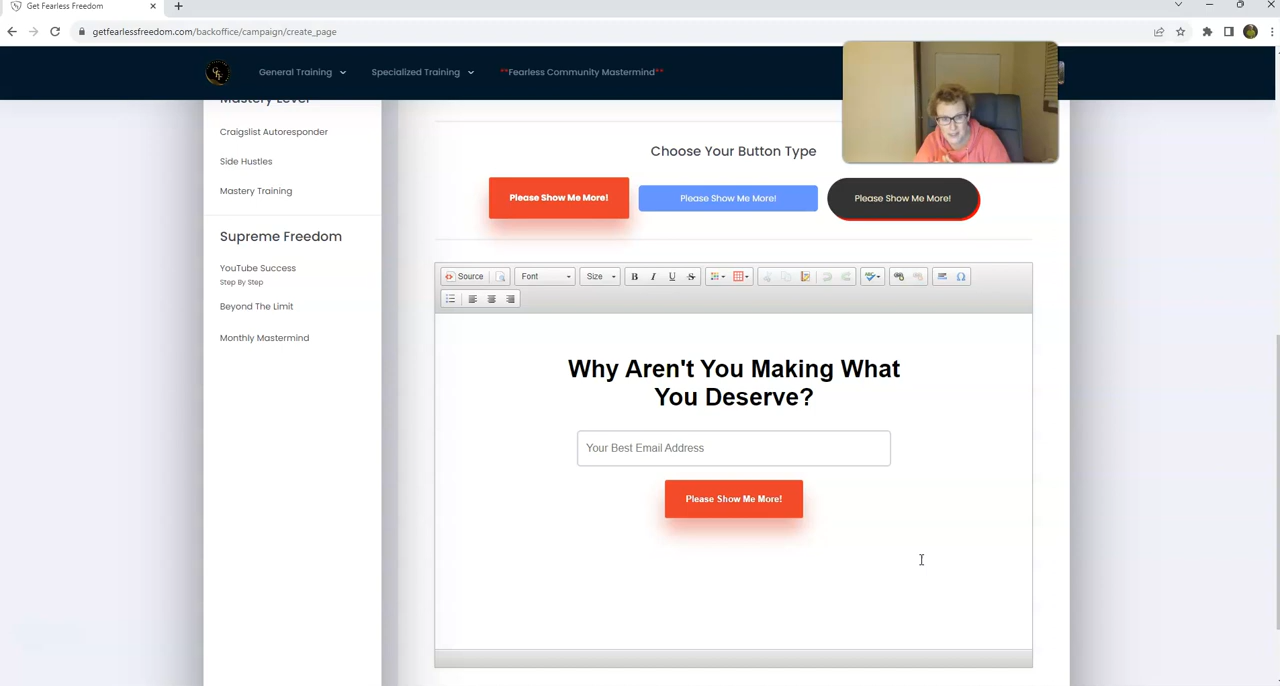 Get Fearless Freedom
getfearlessfreedom.com/backoffice/campaign/create_page
General Training
Specialized Training
**Fearless Community Mastermind**
Mastery Level
Craigslist Autoresponder
Side Hustles
Mastery Training
Supreme Freedom
YouTube Success
Step By Step
Beyond The Limit
Monthly Mastermind
Choose Your Button Type
Please Show Me More!
Please Show Me More!
Please Show Me More!
Source
Font
Size
B I U S
Why Aren't You Making What
You Deserve?
Your Best Email Address
Please Show Me More!